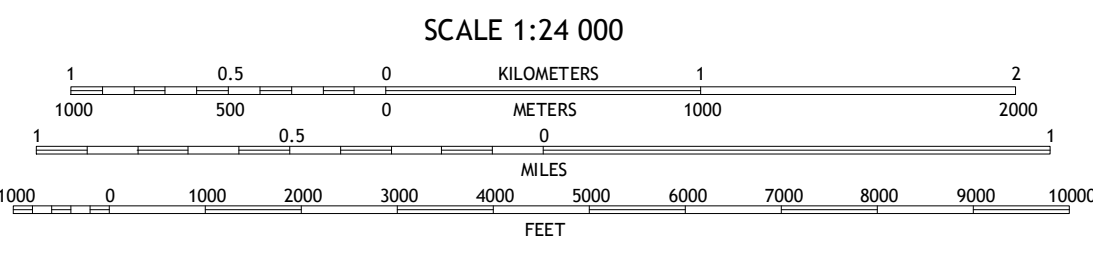 SCALE 1:24 000
1 0.5 0 KILOMETERS 1 2
1000 500 0 METERS 1000 2000
1 0.5 0 1
MILES
1000 0 1000 2000 3000 4000 5000 6000 7000 8000 9000 10000
FEET